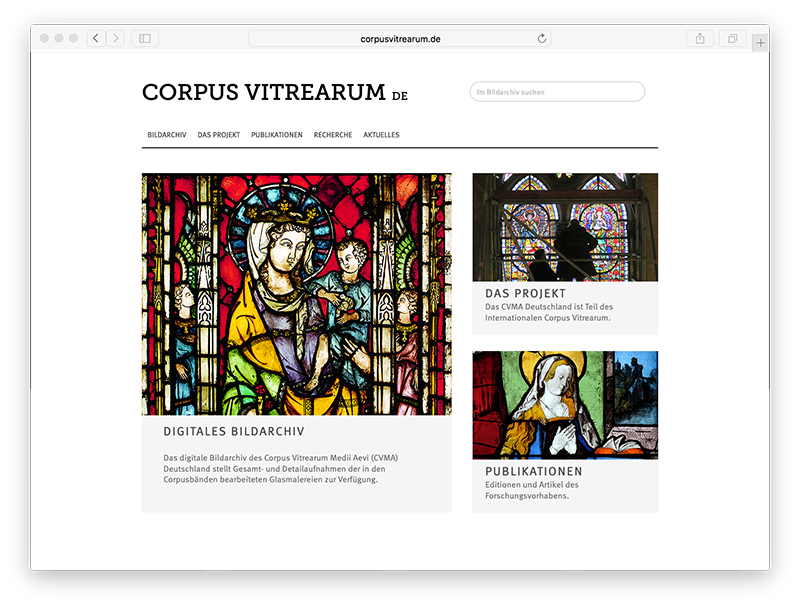 corpusvitrearum.de
CORPUS VITREARUM DE
Im Bildarchiv suchen
BILDARCHIV DAS PROJEKT PUBLIKATIONEN RECHERCHE AKTUELLES
DIGITALES BILDARCHIV
Das digitale Bildarchiv des Corpus Vitrearum Medii Aevi (CVMA)
Deutschland stellt Gesamt- und Detailaufnahmen der in den
Corpusbänden bearbeiteten Glasmalereien zur Verfügung.
DAS PROJEKT
Das CVMA Deutschland ist Teil des
Internationalen Corpus Vitrearum.
PUBLIKATIONEN
Editionen und Artikel des
Forschungsvorhabens.